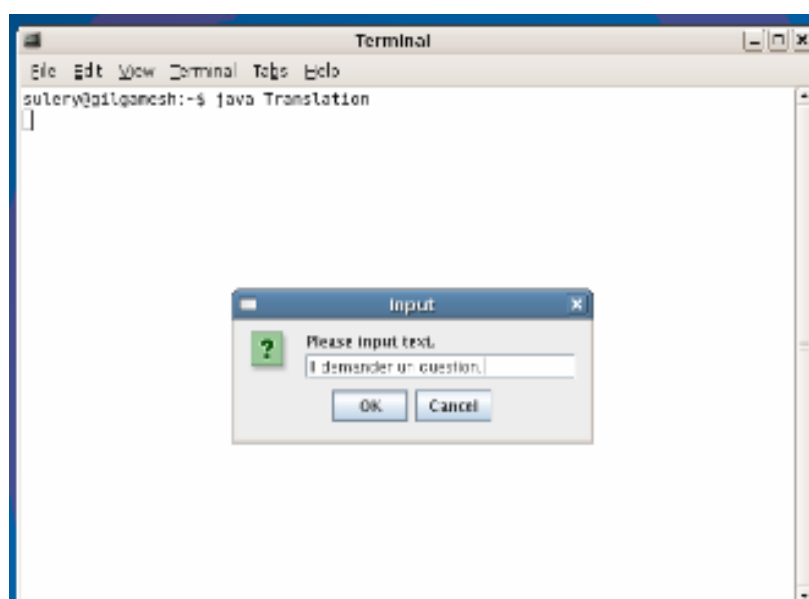 Terminal
File Edit View Terminal Tabs Help
sulery@gilgamesh:~$ java Translation
Input
Please input text.
Il demander un question.
OK Cancel